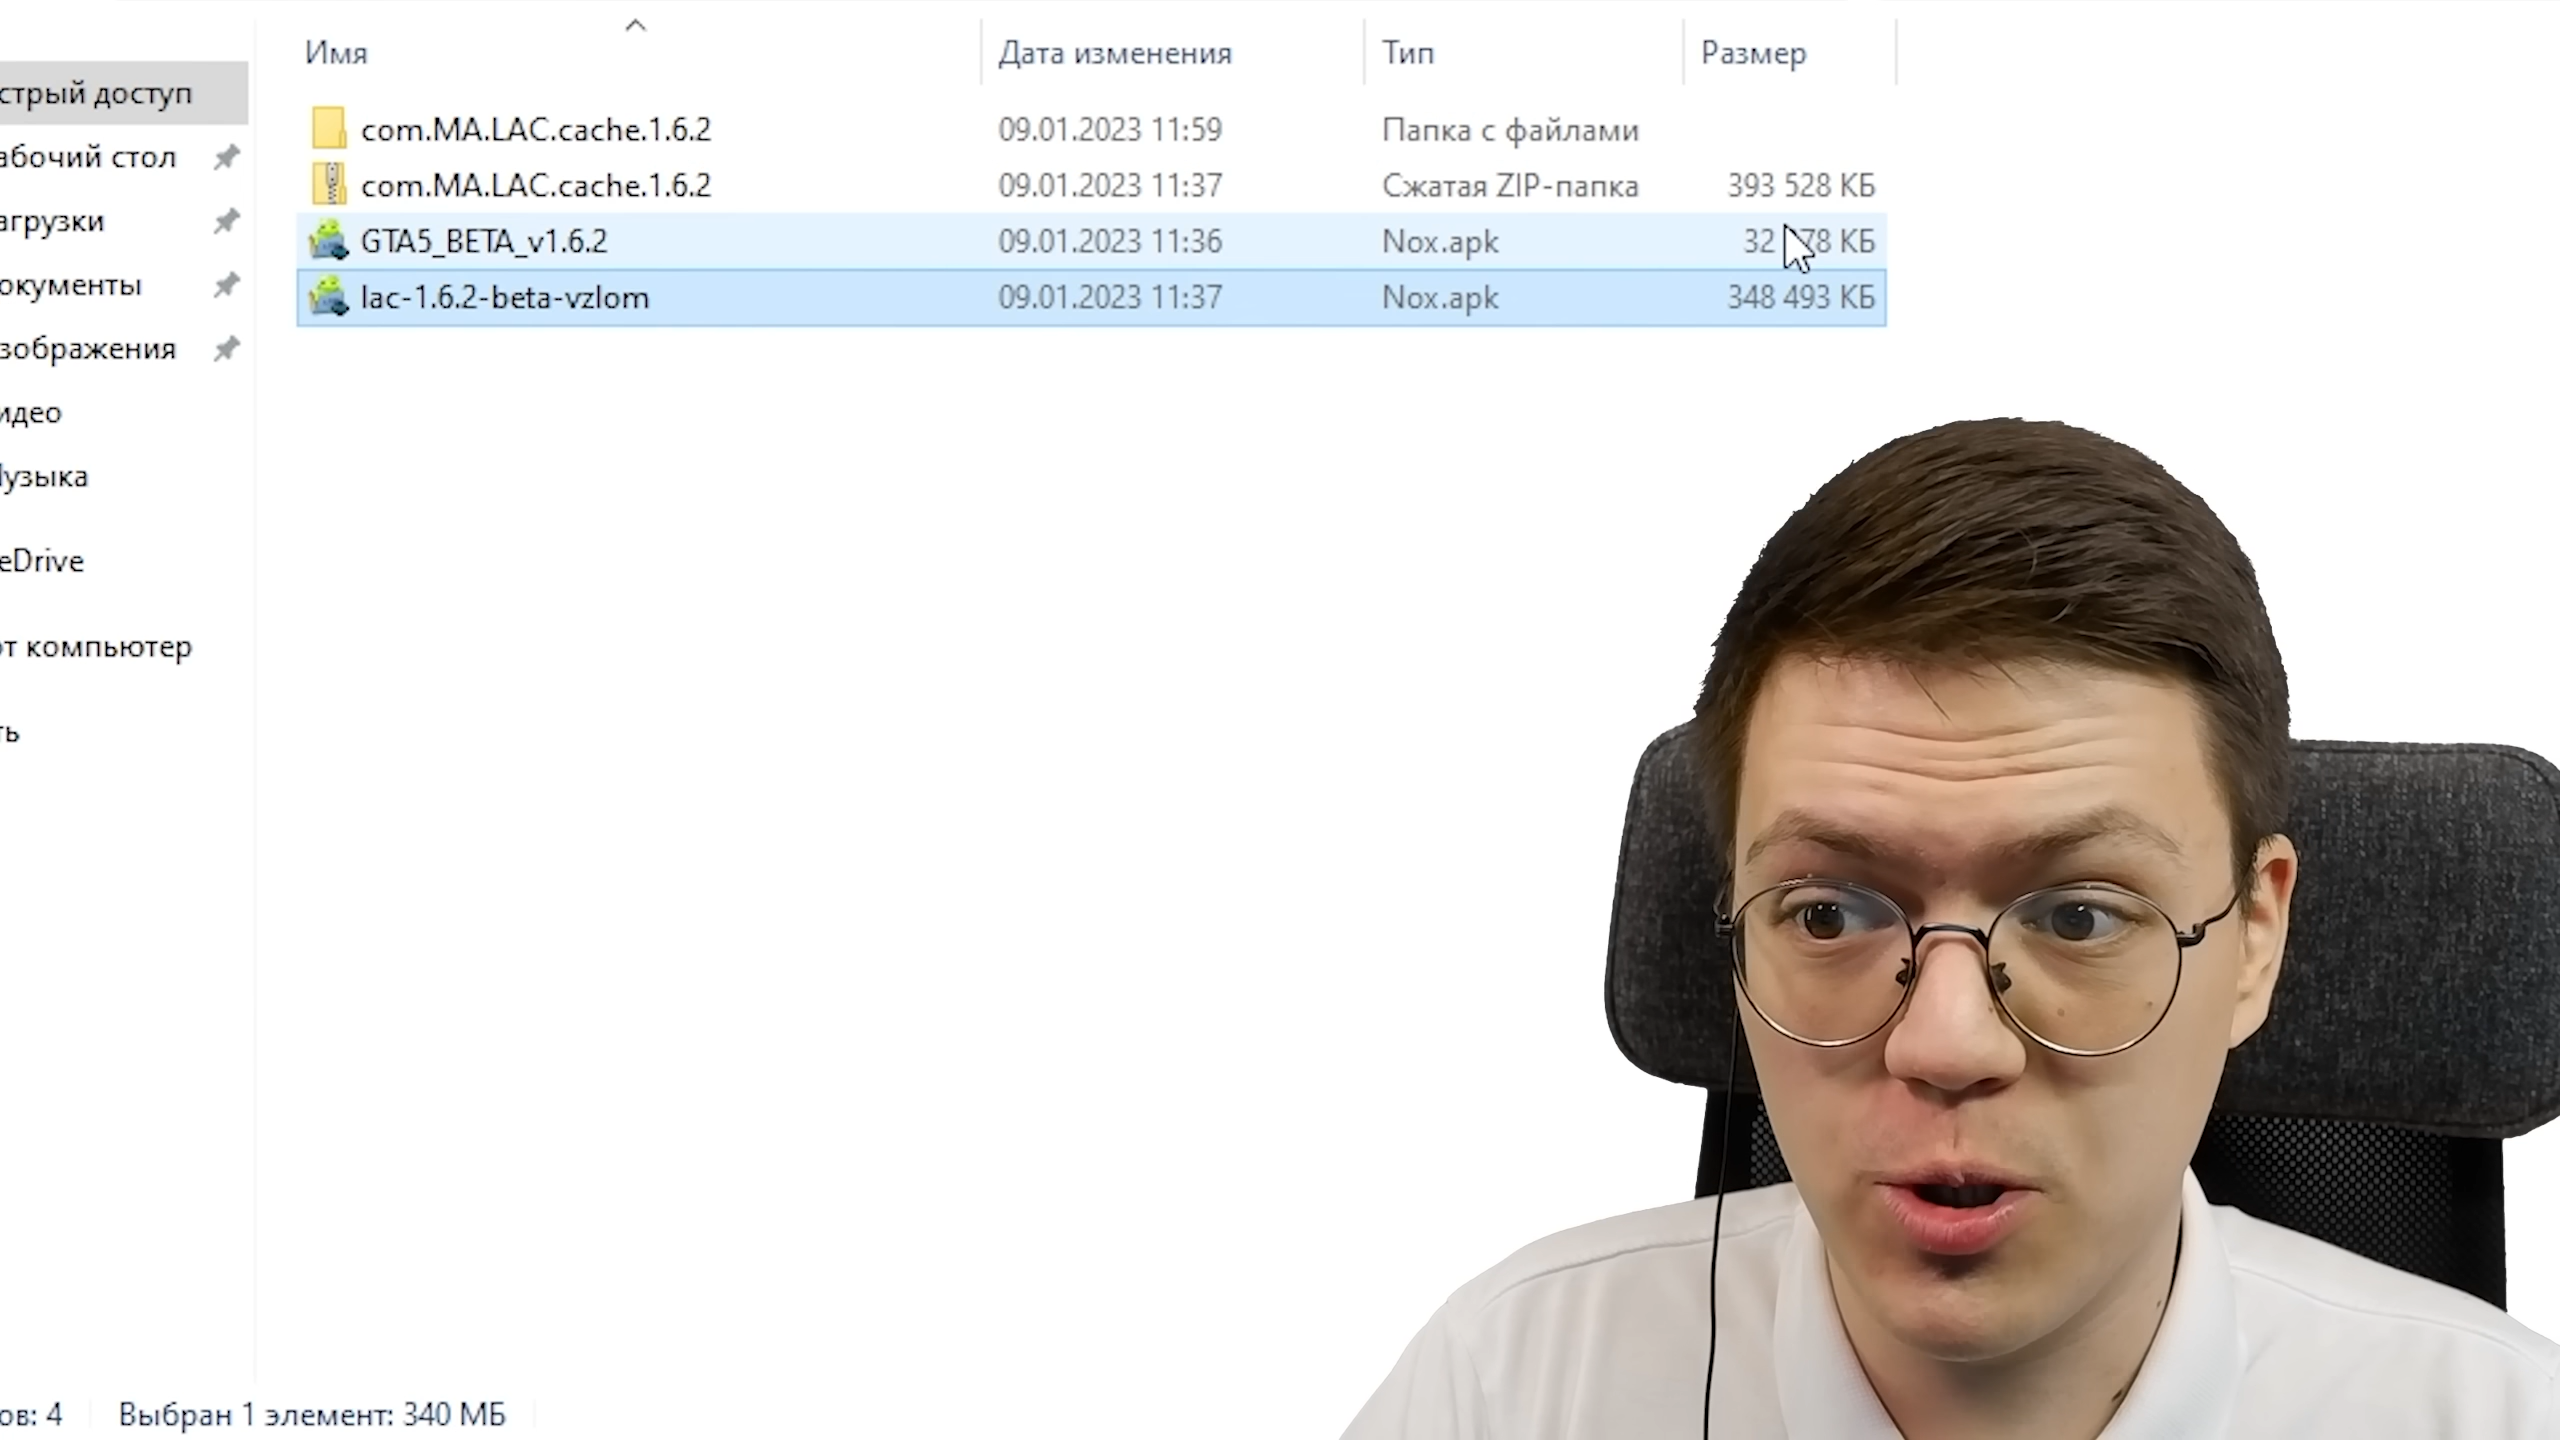 Имя Дата изменения Тип Размер
стрый доступ
абочий стол
агрузки
окументы
зображения
идео
узыка
eDrive
от компьютер
ть
com.MA.LAC.cache.1.6.2 09.01.2023 11:59 Папка с файлами
com.MA.LAC.cache.1.6.2 09.01.2023 11:37 Сжатая ZIP-папка 393 528 КБ
GTA5_BETA_v1.6.2 09.01.2023 11:36 Nox.apk 32 КБ
lac-1.6.2-beta-vzlom 09.01.2023 11:37 Nox.apk 348 493 КБ
ов: 4 Выбран 1 элемент: 340 МБ